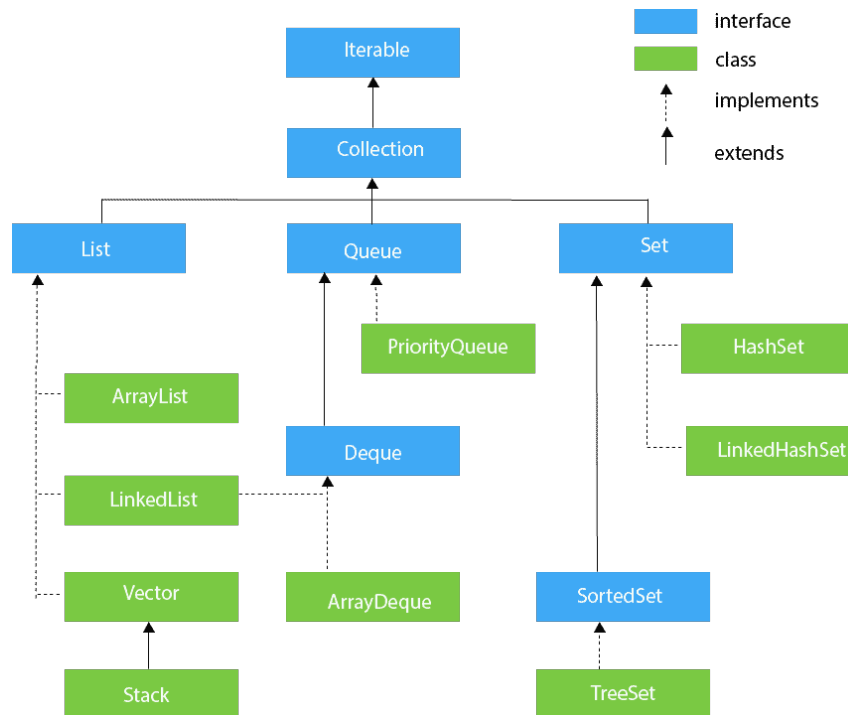 Iterable
interface
class
implements
extends
Collection
List
Queue
Set
PriorityQueue
HashSet
ArrayList
Deque
LinkedHashSet
LinkedList
Vector
ArrayDeque
SortedSet
Stack
TreeSet